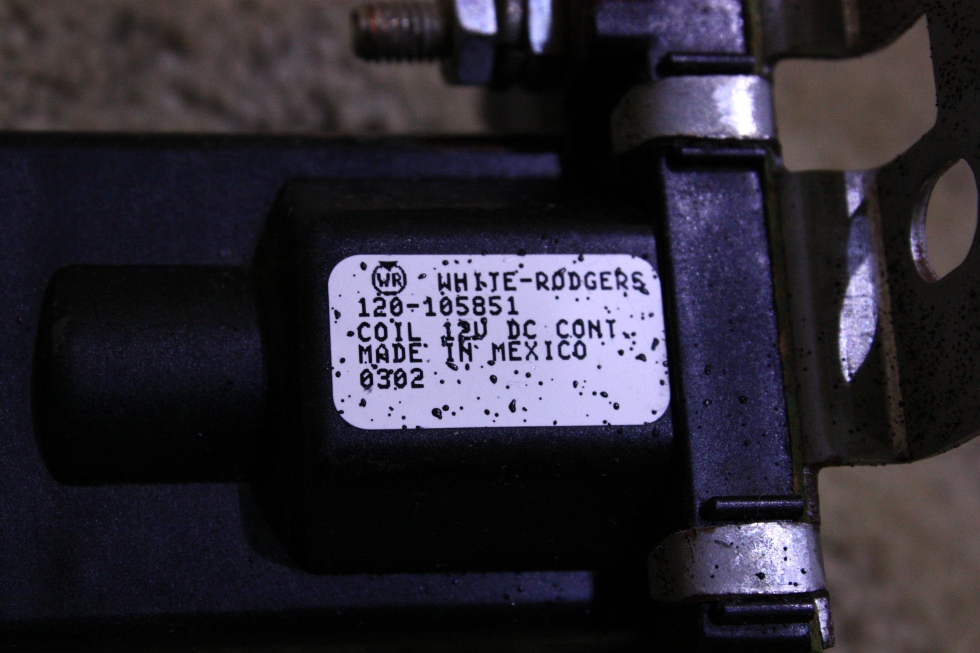 WR WHITE-RODGERS
120-105851
COIL 12V DC CONT.
MADE IN MEXICO
0302